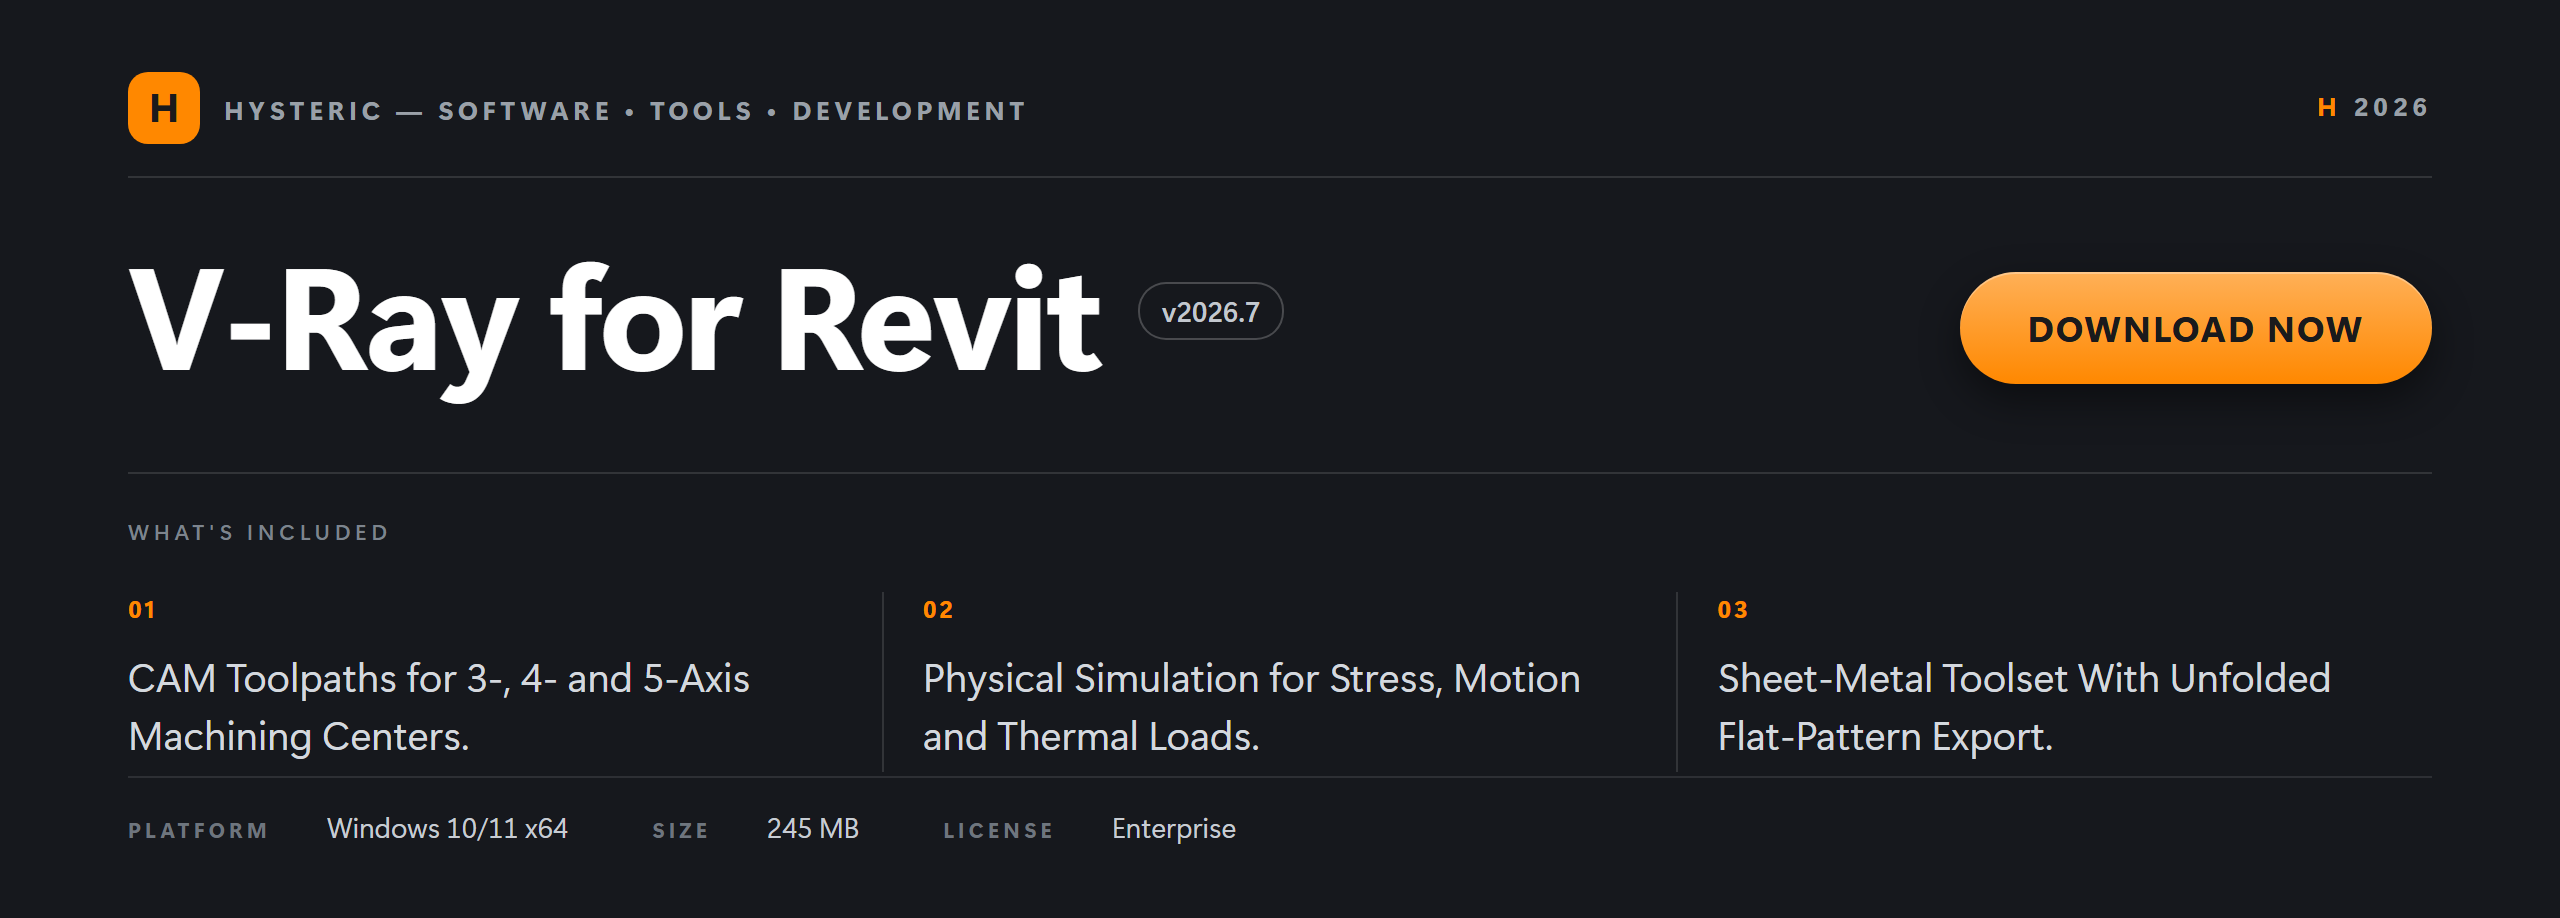 H
HYSTERIC — SOFTWARE • TOOLS • DEVELOPMENT
H 2026
V-Ray for Revit
v2026.7
DOWNLOAD NOW
WHAT'S INCLUDED
01
CAM Toolpaths for 3-, 4- and 5-Axis
Machining Centers.
02
Physical Simulation for Stress, Motion
and Thermal Loads.
03
Sheet-Metal Toolset With Unfolded
Flat-Pattern Export.
PLATFORM Windows 10/11 x64 SIZE 245 MB LICENSE Enterprise